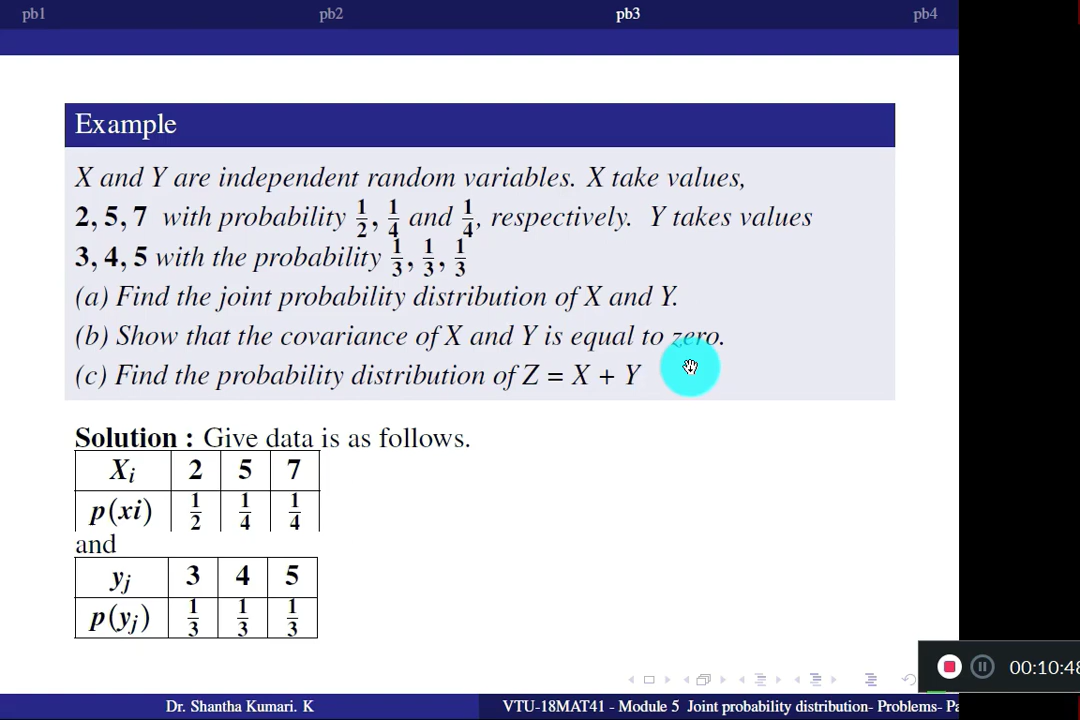 pb1 pb2 pb3 pb4
Example
X and Y are independent random variables. X take values,
2, 5, 7 with probability 1/2, 1/4 and 1/4, respectively. Y takes values
3, 4, 5 with the probability 1/3, 1/3, 1/3
(a) Find the joint probability distribution of X and Y.
(b) Show that the covariance of X and Y is equal to zero.
(c) Find the probability distribution of Z = X + Y
Solution : Give data is as follows.
Xi 2 5 7
p(xi) 1/2 1/4 1/4
and
yj 3 4 5
p(yj) 1/3 1/3 1/3
00:10:48
Dr. Shantha Kumari. K VTU-18MAT41 - Module 5 Joint probability distribution- Problems- Pa